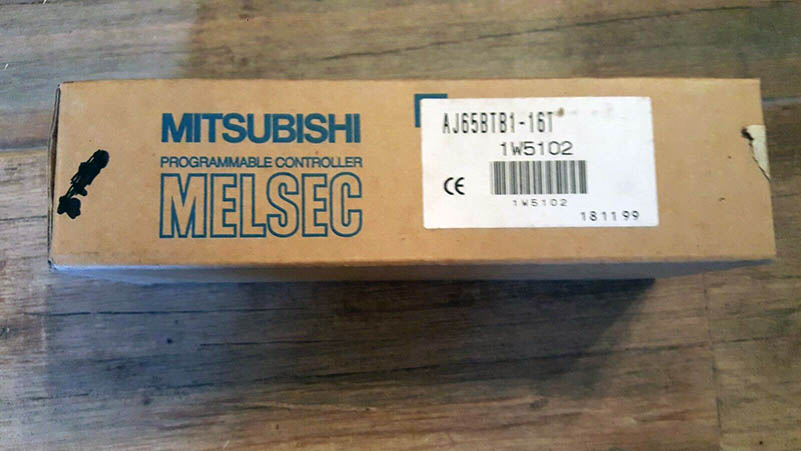 MITSUBISHI
PROGRAMMABLE CONTROLLER
MELSEC
AJ65BTB1-16T
1W5102
CE
1W5102
181199